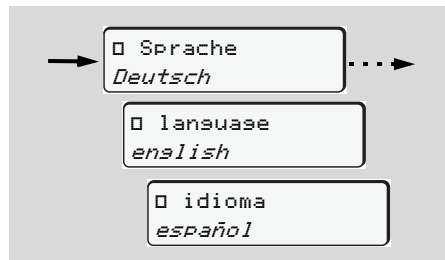 □ Sprache
Deutsch
□ language
english
□ idioma
español